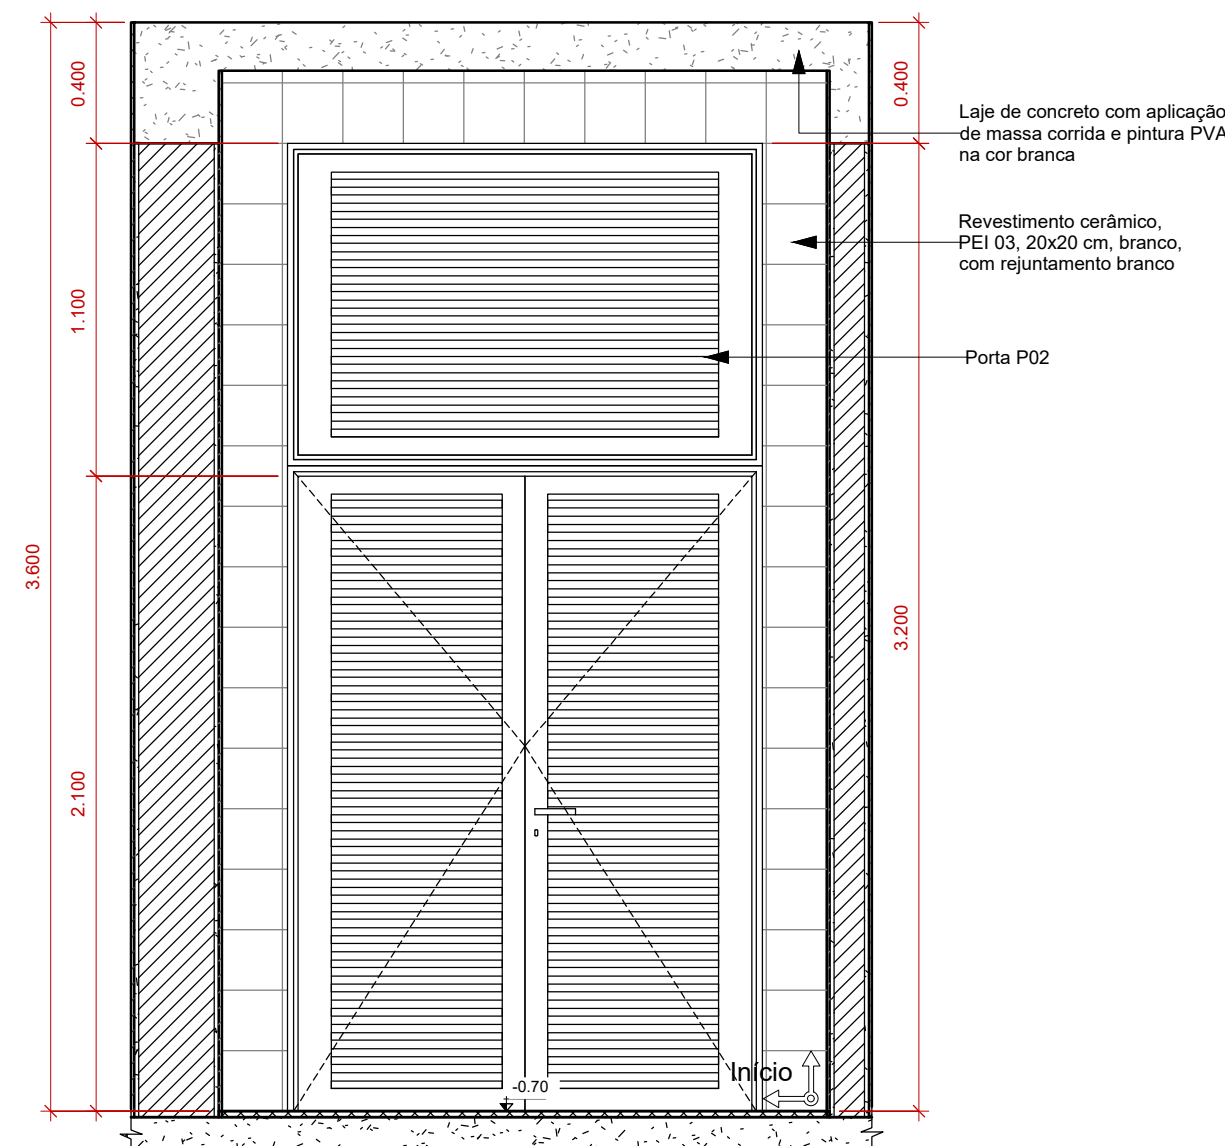 0.400
0.400
Laje de concreto com aplicação
de massa corrida e pintura PVA
na cor branca
Revestimento cerâmico,
PEI 03, 20x20 cm, branco,
com rejuntamento branco
1.100
Porta P02
3.600
3.200
2.100
Início
-0.70